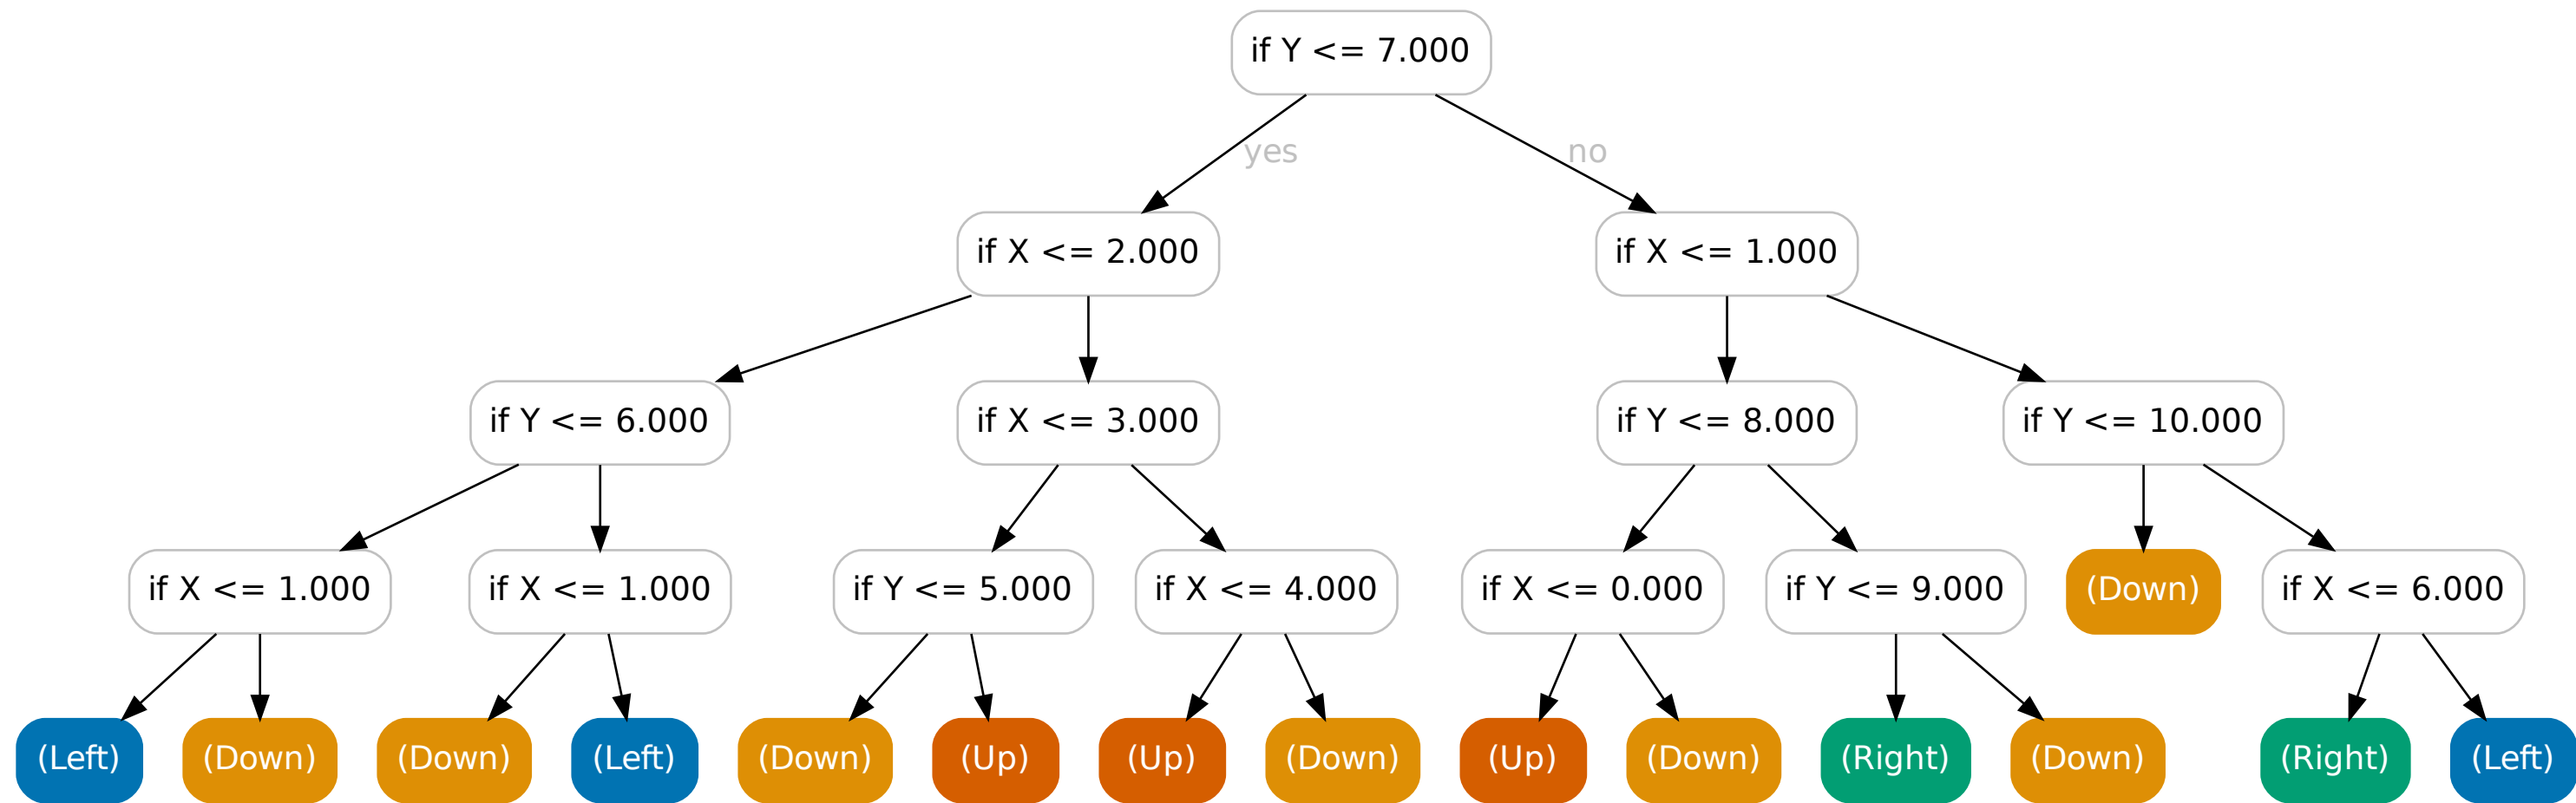 if Y <= 7.000
yes
no
if X <= 2.000
if X <= 1.000
if Y <= 6.000
if X <= 3.000
if Y <= 8.000
if Y <= 10.000
if X <= 1.000
if X <= 1.000
if Y <= 5.000
if X <= 4.000
if X <= 0.000
if Y <= 9.000
(Down)
if X <= 6.000
(Left)
(Down)
(Down)
(Left)
(Down)
(Up)
(Up)
(Down)
(Up)
(Down)
(Right)
(Down)
(Right)
(Left)